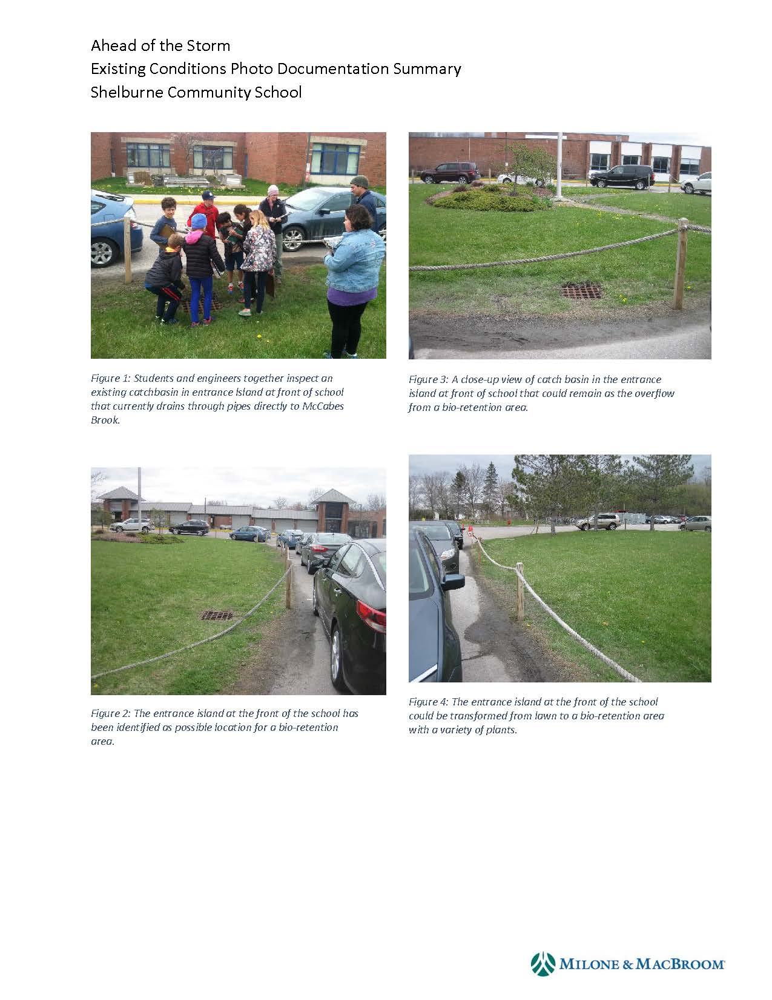 Ahead of the Storm
Existing Conditions Photo Documentation Summary
Shelburne Community School
Figure 1: Students and engineers together inspect an
existing catchbasin in entrance Island at front of school
that currently drains through pipes directly to McCabes
Brook.
Figure 3: A close-up view of catch basin in the entrance
island at front of school that could remain as the overflow
from a bio-retention area.
Figure 2: The entrance island at the front of the school has
been identified as possible location for a bio-retention
area.
Figure 4: The entrance island at the front of the school
could be transformed from lawn to a bio-retention area
with a variety of plants.
MILONE & MACBROOM